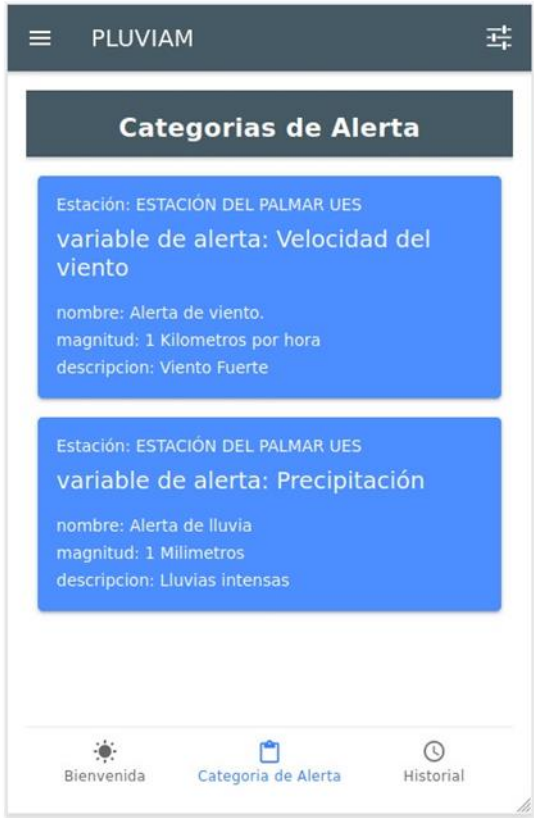 PLUVIAM
Categorias de Alerta
Estación: ESTACIÓN DEL PALMAR UES
variable de alerta: Velocidad del
viento
nombre: Alerta de viento.
magnitud: 1 Kilometros por hora
descripcion: Viento Fuerte
Estación: ESTACIÓN DEL PALMAR UES
variable de alerta: Precipitación
nombre: Alerta de lluvia
magnitud: 1 Milimetros
descripcion: Lluvias intensas
Bienvenida
Categoria de Alerta
Historial